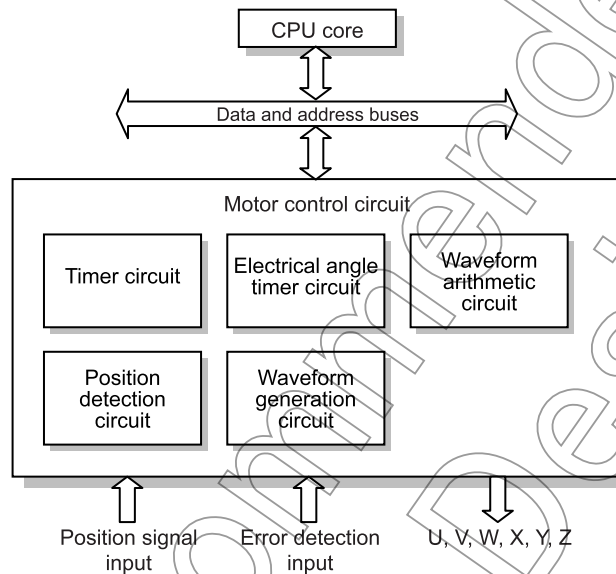 CPU core
Data and address buses
Motor control circuit
Timer circuit
Electrical angle
timer circuit
Waveform
arithmetic
circuit
Position
detection
circuit
Waveform
generation
circuit
Position signal
input
Error detection
input
U, V, W, X, Y, Z